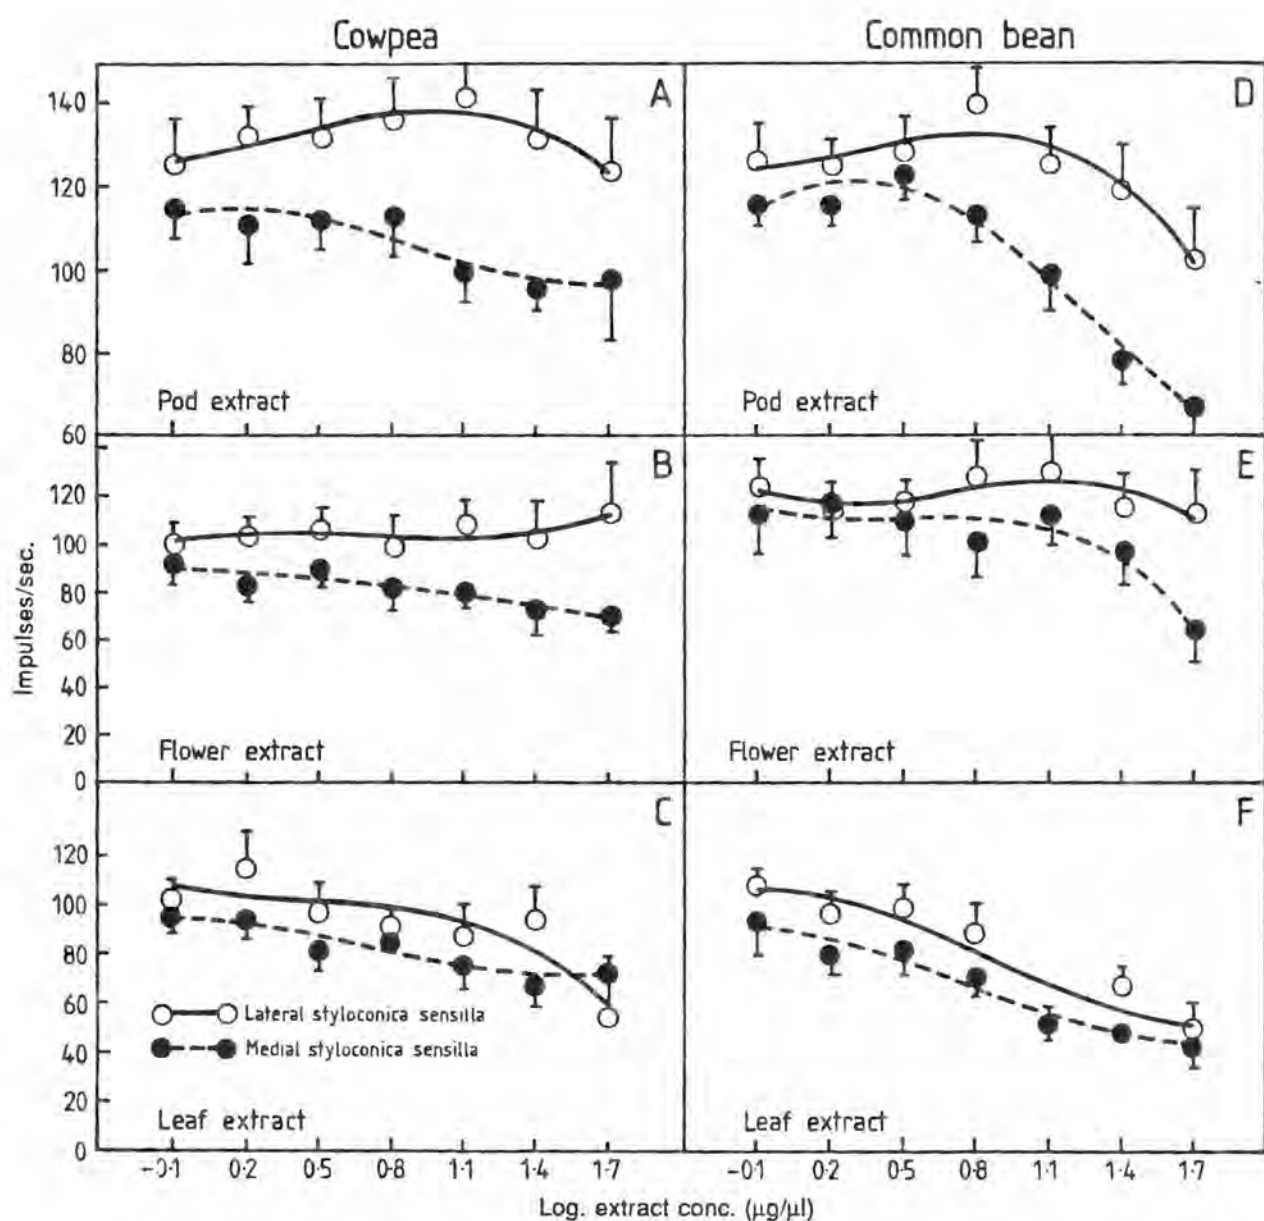 Cowpea
Common bean
A
140
120
100
80
60
Pod extract
D
Pod extract
B
120
100
80
60
40
20
0
Flower extract
E
Flower extract
C
120
100
80
60
40
20
0
Lateral styloconica sensilla
Medial styloconica sensilla
Leaf extract
F
Leaf extract
Impulses/sec.
-0·1 0·2 0·5 0·8 1·1 1·4 1·7
-0·1 0·2 0·5 0·8 1·1 1·4 1·7
Log. extract conc. (µg/µl)